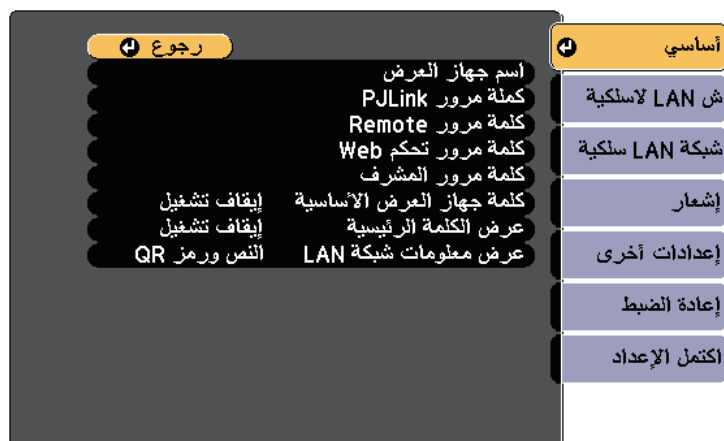 أساسي
ش LAN لاسلكية
شبكة LAN سلكية
إشعار
إعدادات أخرى
إعادة الضبط
اكتمل الإعداد
رجوع
اسم جهاز العرض
كملة مرور PJLink
كلمة مرور Remote
كلمة مرور تحكم Web
كلمة مرور المشرف
كلمة جهاز العرض الأساسية إيقاف تشغيل
عرض الكلمة الرئيسية إيقاف تشغيل
عرض معلومات شبكة LAN النص ورمز QR